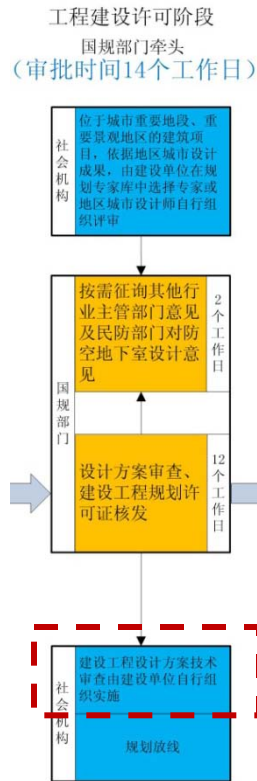 工程建设许可阶段
国规部门牵头
（审批时间14个工作日）
社会机构
位于城市重要地段、重
要景观地区的建筑项
目，依据地区城市设计
成果，由建设单位在规
划专家库中选择专家或
地区城市设计师自行组
织评审
国规部门
按需征询其他行
业主管部门意见
及民防部门对防
空地下室设计意
见
2个工作日
设计方案审查、
建设工程规划许
可证核发
12个工作日
社会机构
建设工程设计方案技术
审查由建设单位自行组
织实施
规划放线